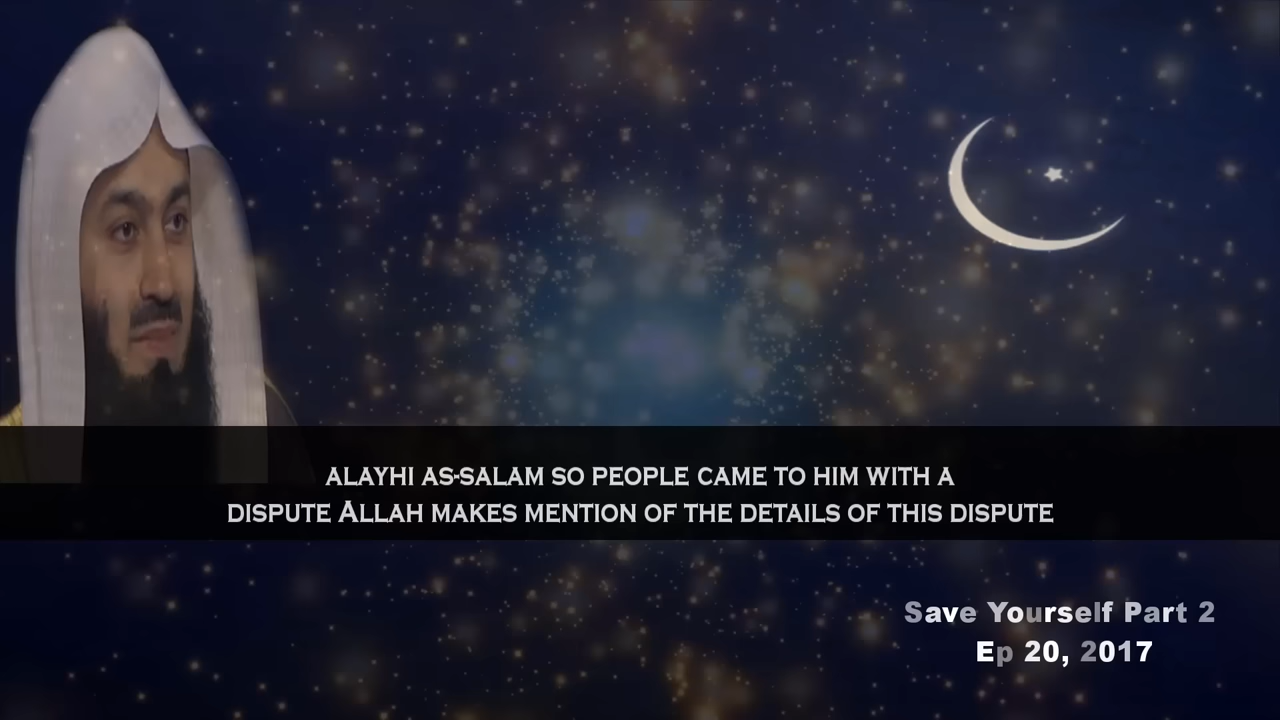 ALAYHI AS-SALAM SO PEOPLE CAME TO HIM WITH A
DISPUTE ALLAH MAKES MENTION OF THE DETAILS OF THIS DISPUTE
Save Yourself Part 2
Ep 20, 2017